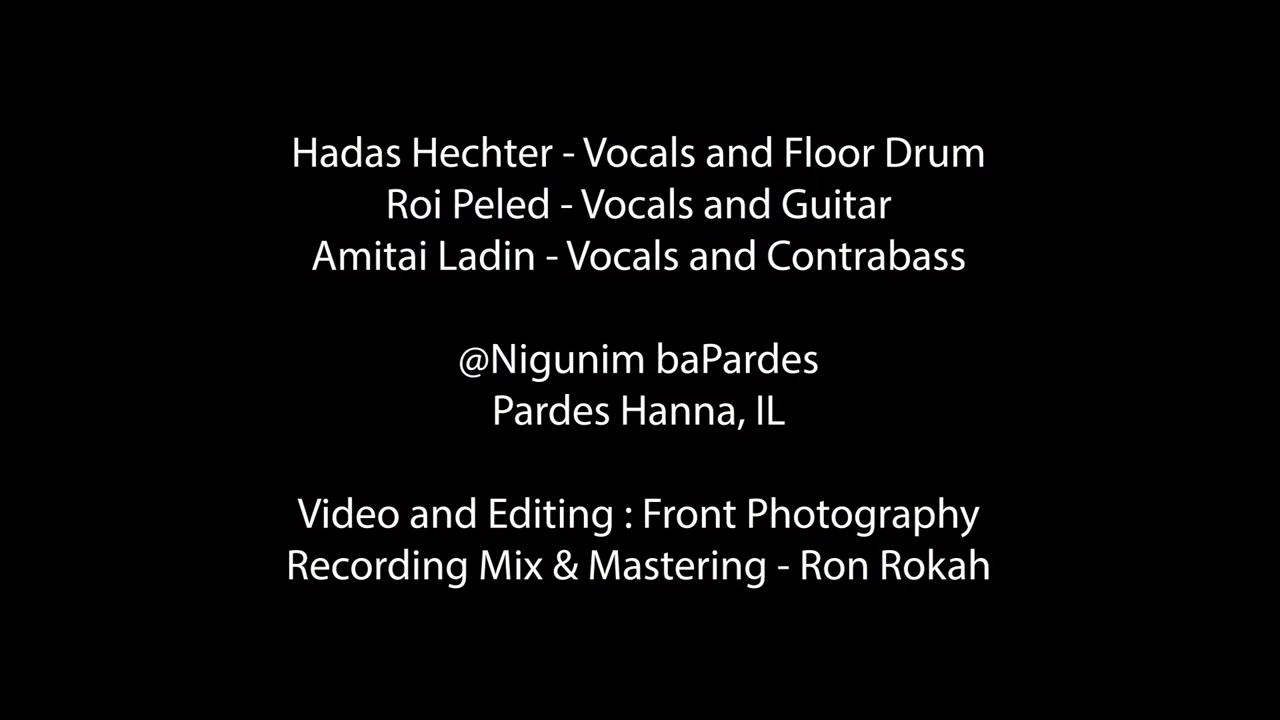 Hadas Hechter - Vocals and Floor Drum
Roi Peled - Vocals and Guitar
Amitai Ladin - Vocals and Contrabass
@Nigunim baPardes
Pardes Hanna, IL
Video and Editing : Front Photography
Recording Mix & Mastering - Ron Rokah